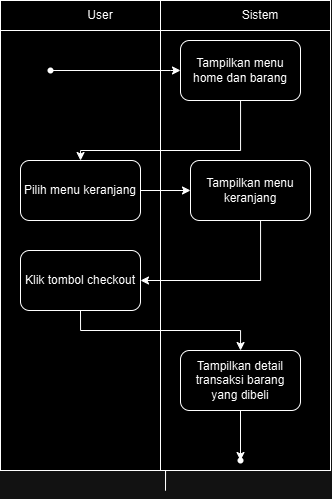 User
Sistem
Tampilkan menu
home dan barang
Pilih menu keranjang
Tampilkan menu
keranjang
Klik tombol checkout
Tampilkan detail
transaksi barang
yang dibeli